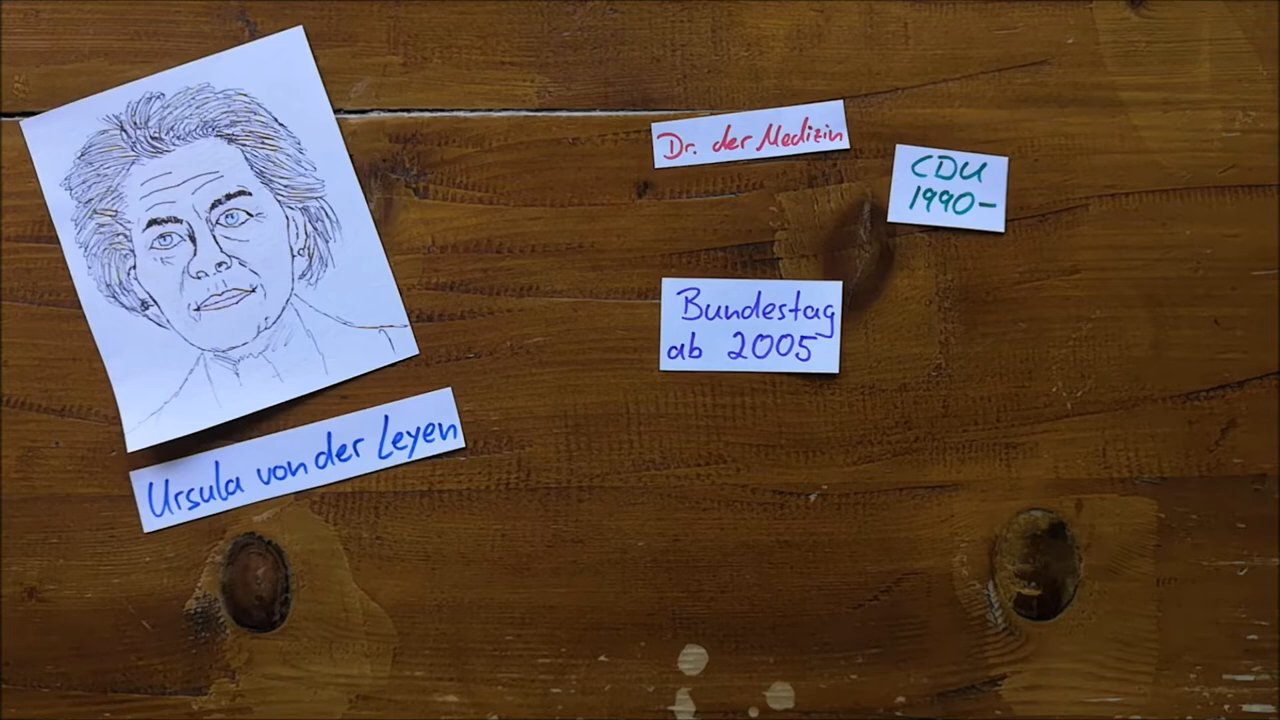 Ursula von der Leyen
Dr. der Medizin
CDU
1990-
Bundestag
ab 2005